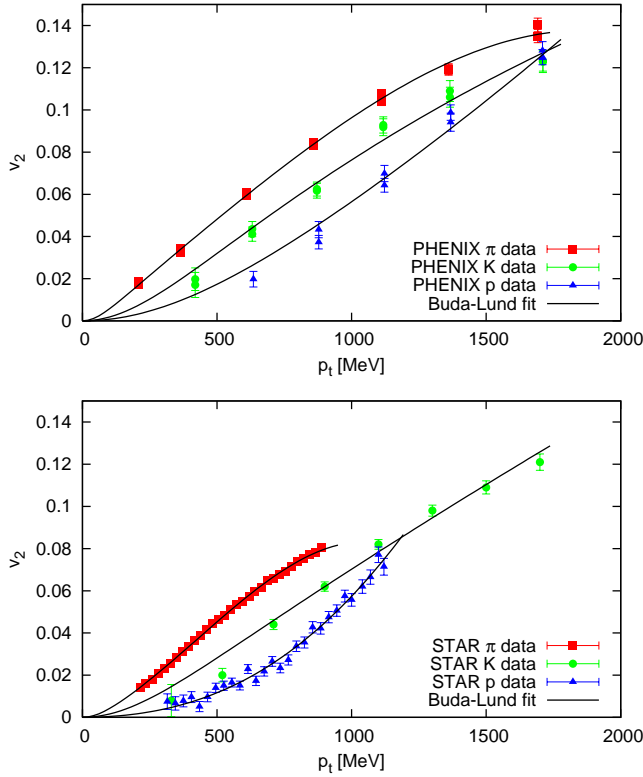 0.14
0.12
0.1
0.08
0.06
0.04
0.02
0
v2
PHENIX π data
PHENIX K data
PHENIX p data
Buda-Lund fit
0 500 1000 1500 2000
pt [MeV]
0.14
0.12
0.1
0.08
0.06
0.04
0.02
0
v2
STAR π data
STAR K data
STAR p data
Buda-Lund fit
0 500 1000 1500 2000
pt [MeV]